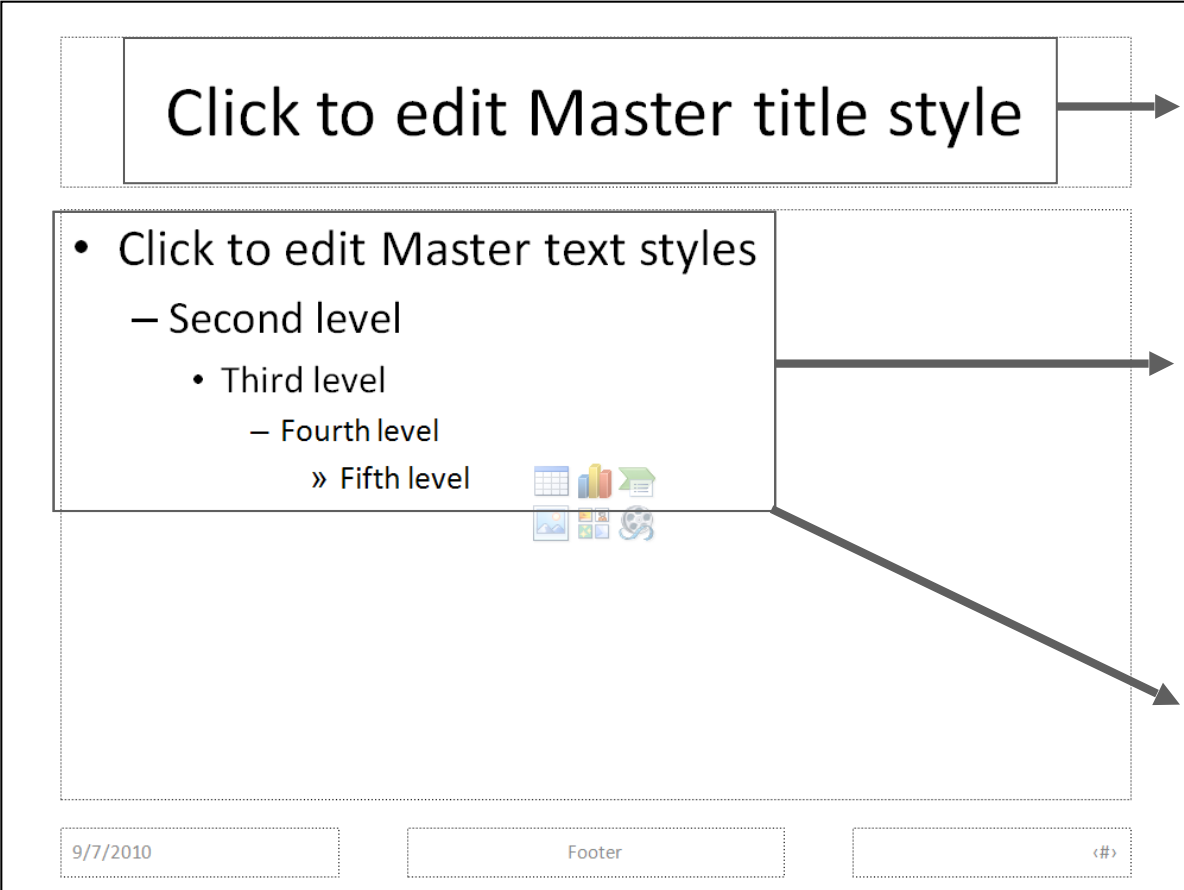 Click to edit Master title style
• Click to edit Master text styles
– Second level
• Third level
– Fourth level
» Fifth level
9/7/2010
Footer
‹#›